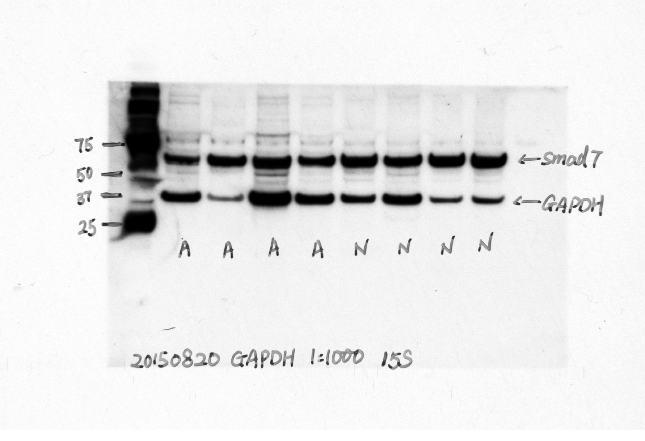 75
50
37
25
←Smad7
←GAPDH
A A A A N N N N
20150820 GAPDH 1:1000 15S